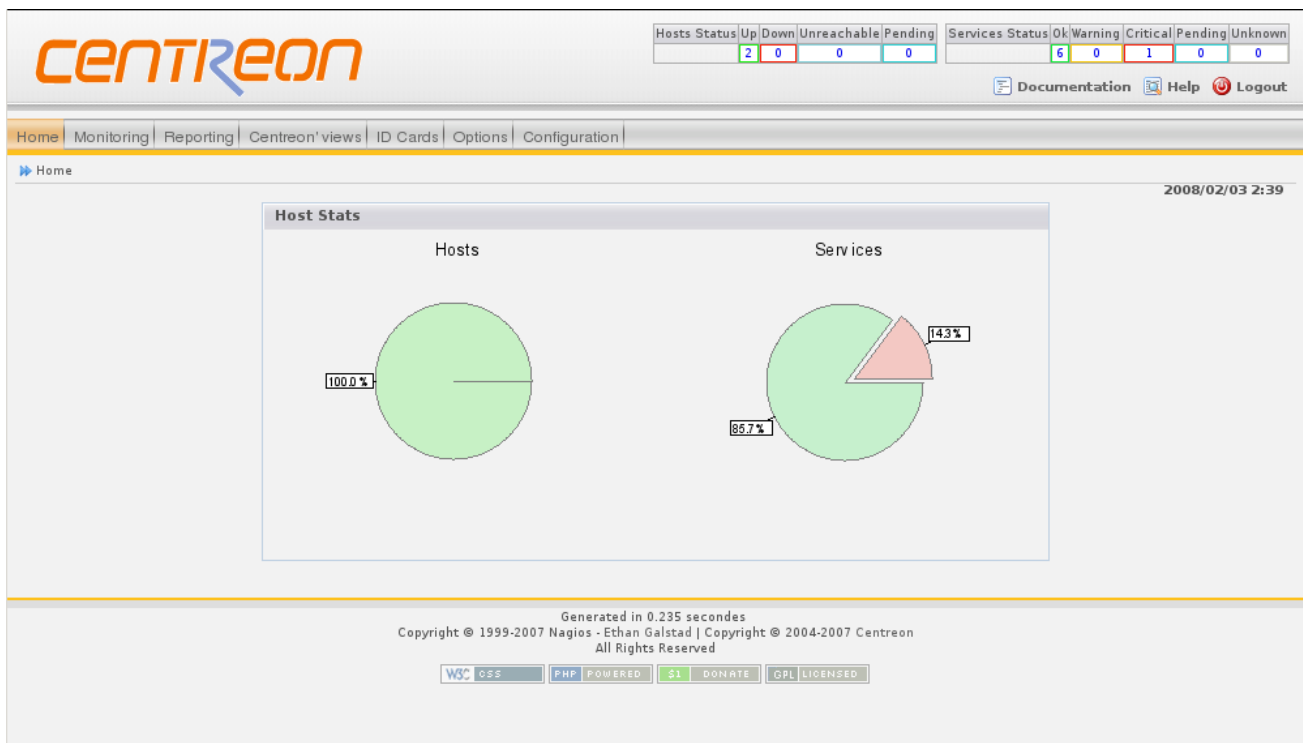 CENTREON
Hosts Status Up Down Unreachable Pending
2 0 0 0
Services Status Ok Warning Critical Pending Unknown
6 0 1 0 0
Documentation Help Logout
Home Monitoring Reporting Centreon' views ID Cards Options Configuration
Home
2008/02/03 2:39
Host Stats
Hosts
Services
100.0 %
14.3 %
85.7 %
Generated in 0.235 secondes
Copyright © 1999-2007 Nagios - Ethan Galstad | Copyright © 2004-2007 Centreon
All Rights Reserved
W3C CSS PHP POWERED $1 DONATE GPL LICENSED